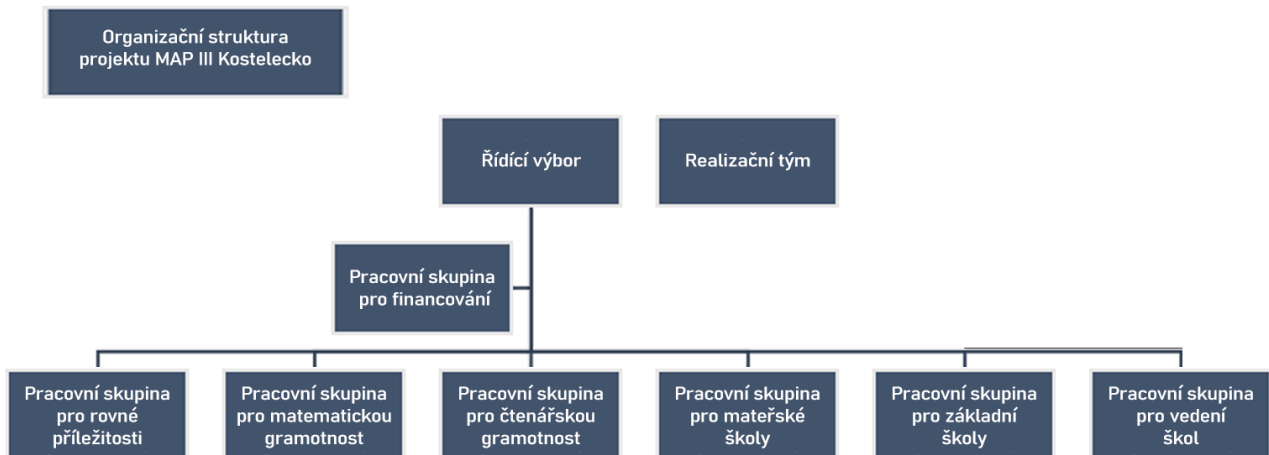 Organizační struktura
projektu MAP III Kostelecko
Řídící výbor
Realizační tým
Pracovní skupina
pro financování
Pracovní skupina
pro rovné
příležitosti
Pracovní skupina
pro matematickou
gramotnost
Pracovní skupina
pro čtenářskou
gramotnost
Pracovní skupina
pro mateřské
školy
Pracovní skupina
pro základní
školy
Pracovní skupina
pro vedení
škol